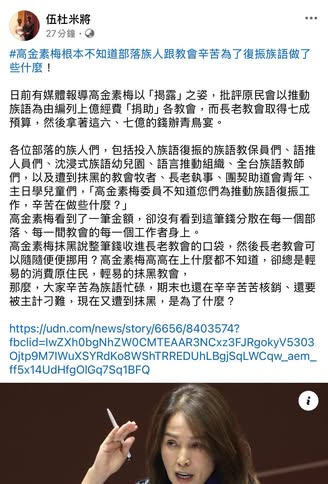 伍杜米將
27 分鐘 ·
#高金素梅根本不知道部落族人跟教會辛苦為了復振族語做了
些什麼！
日前有媒體報導高金素梅以「揭露」之姿，批評原民會以推動
族語為由編列上億經費「捐助」各教會，而長老教會取得七成
預算，然後拿著這六、七億的錢辦青鳥宴。
各位部落的族人們，包括投入族語復振的族語教保員們、語推
人員們、沈浸式族語幼兒園、語言推動組織、全台族語教師
們，以及遭到抹黑的教會牧者、長老執事、團契助道會青年、
主日學兒童們，「高金素梅委員不知道您們為推動族語復振工
作，辛苦在做些什麼？」
高金素梅看到了一筆金額，卻沒有看到這筆錢分散在每一個部
落、每一間教會的每一個工作者身上。
高金素梅抹黑說整筆錢收進長老教會的口袋，然後長老教會可
以隨隨便便挪用？高金素梅高高在上什麼都不知道，卻總是輕
易的消費原住民，輕易的抹黑教會，
那麼，大家辛苦為族語忙碌，期末也還在辛辛苦苦核銷、還要
被主計刁難，現在又遭到抹黑，是為了什麼？
https://udn.com/news/story/6656/8403574?
fbclid=IwZXh0bgNhZW0CMTEAAR3NCxz3FJRgokyV5303
Ojtp9M7IWuXSYRdKo8WShTRREDUhLBgjSqLWCqw_aem_
ff5x14UdHfgOlGq7Sq1BFQ